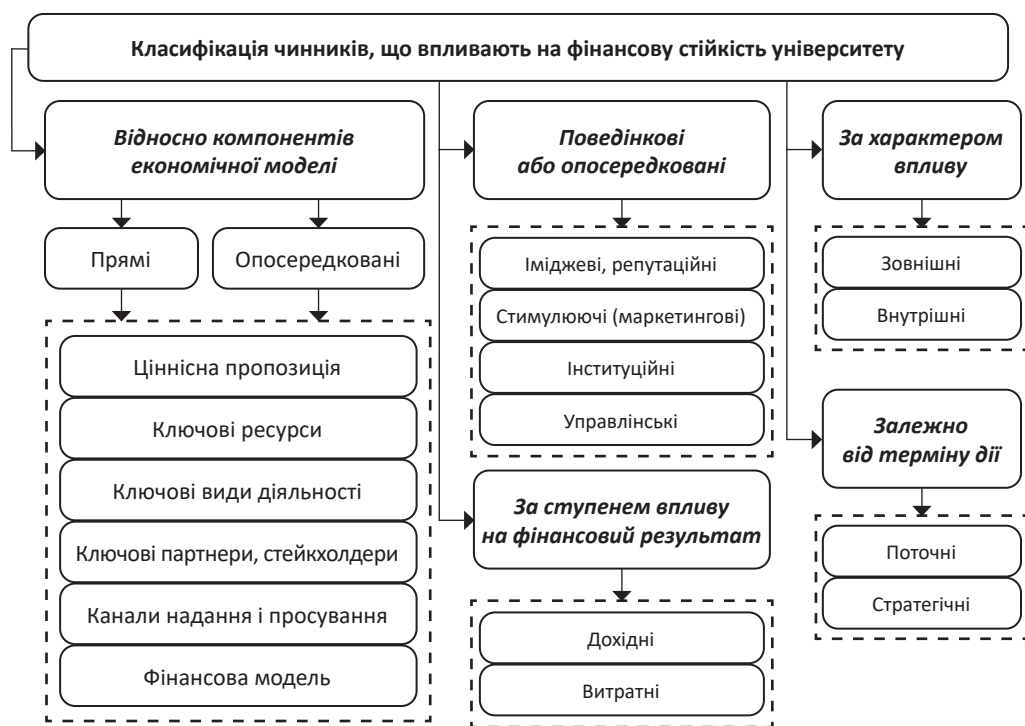 Класифікація чинників, що впливають на фінансову стійкість університету
Відносно компонентів
економічної моделі
Прямі
Опосередковані
Ціннісна пропозиція
Ключові ресурси
Ключові види діяльності
Ключові партнери, стейкхолдери
Канали надання і просування
Фінансова модель
Поведінкові
або опосередковані
Іміджеві, репутаційні
Стимулюючі (маркетингові)
Інституційні
Управлінські
За ступенем впливу
на фінансовий результат
Дохідні
Витратні
За характером
впливу
Зовнішні
Внутрішні
Залежно
від терміну дії
Поточні
Стратегічні